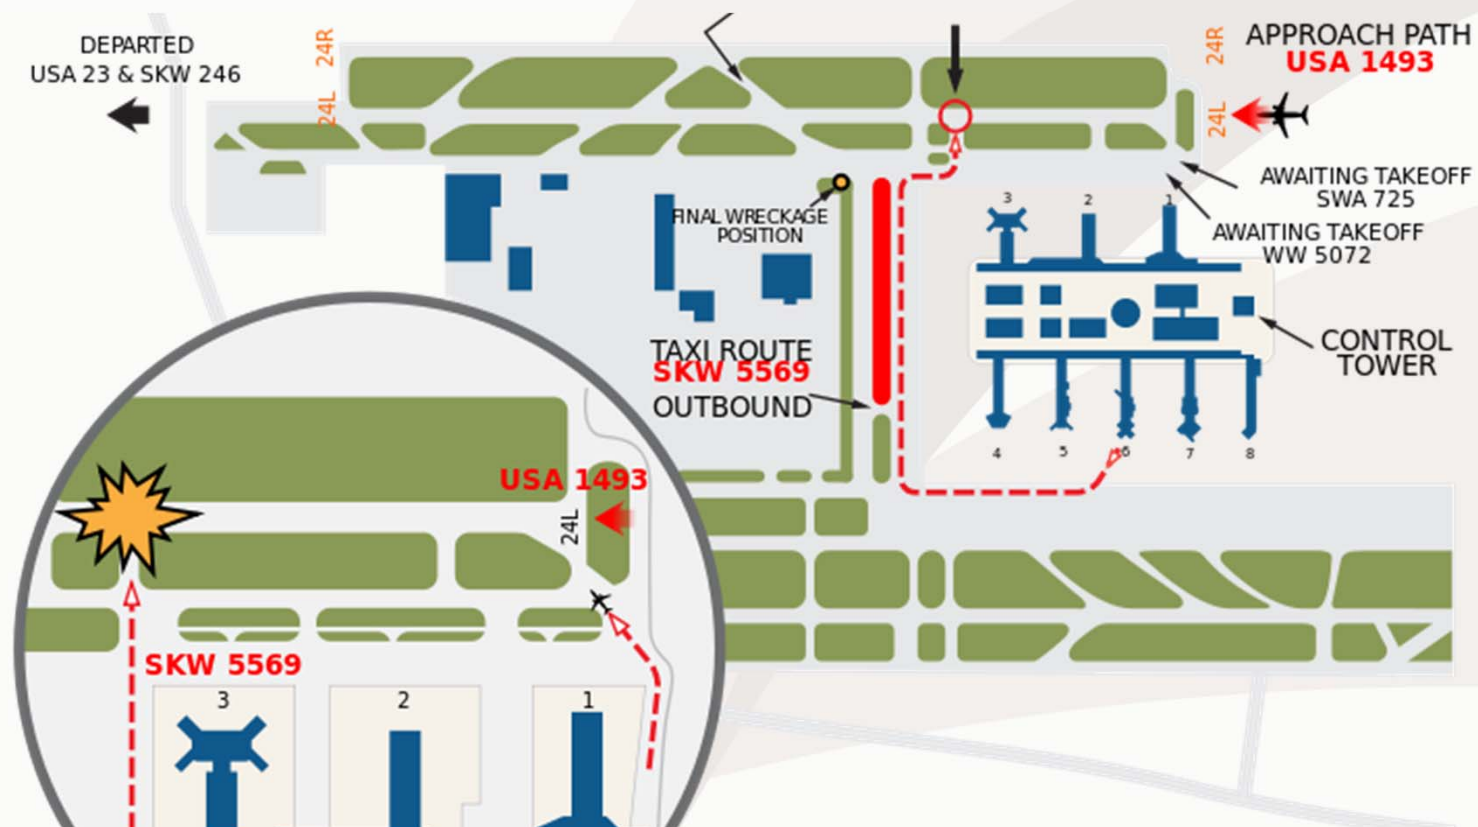 DEPARTED
USA 23 & SKW 246
24R
24L
24R
24L
APPROACH PATH
USA 1493
AWAITING TAKEOFF
SWA 725
AWAITING TAKEOFF
WW 5072
FINAL WRECKAGE
POSITION
3
2
1
TAXI ROUTE
SKW 5569
OUTBOUND
CONTROL
TOWER
4
5
6
7
8
USA 1493
24L
SKW 5569
3
2
1